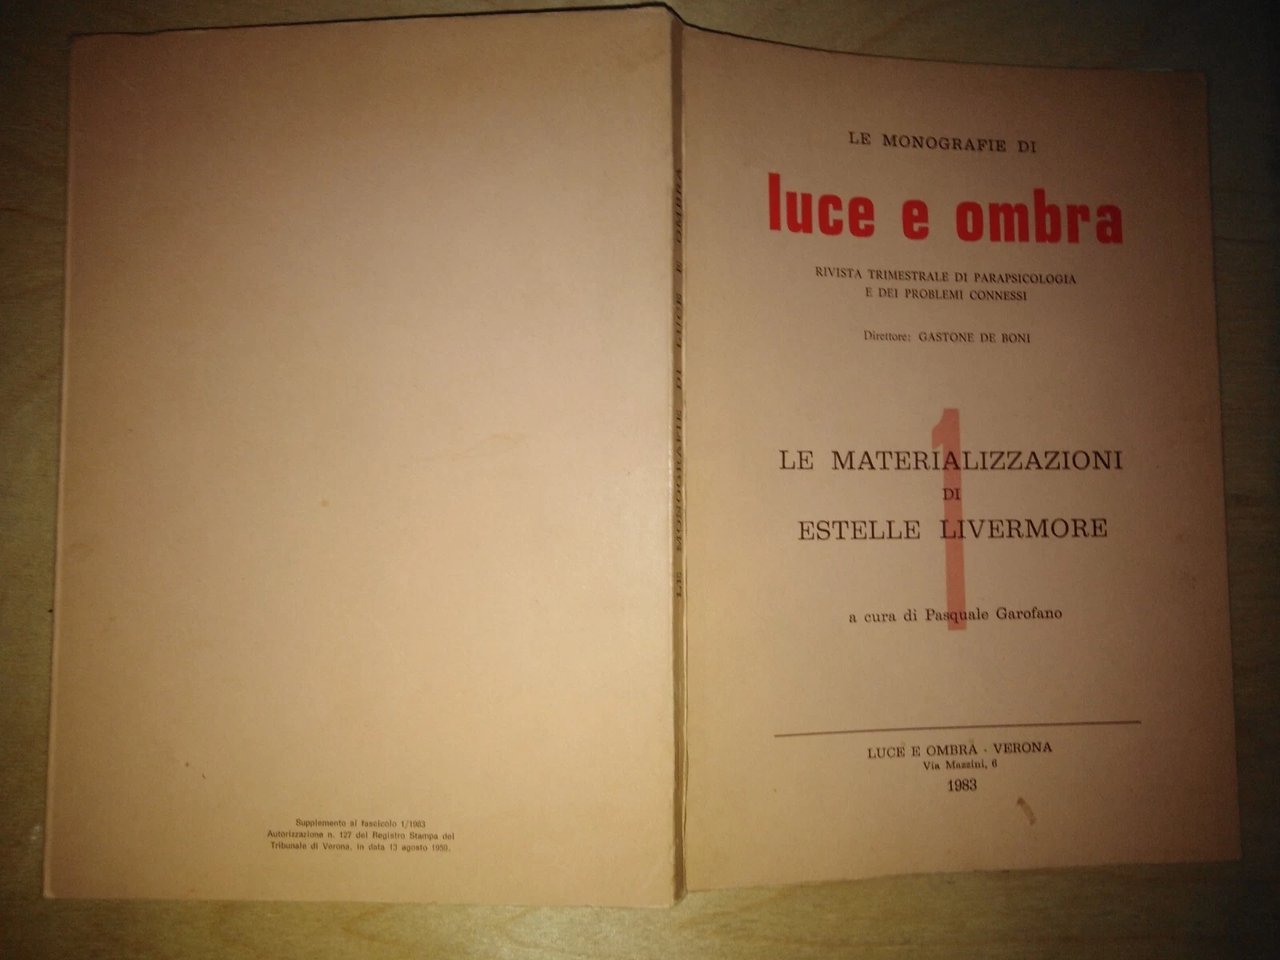 LE MONOGRAFIE DI
luce e ombra
RIVISTA TRIMESTRALE DI PARAPSICOLOGIA
E DEI PROBLEMI CONNESSI
Direttore: GASTONE DE BONI
1
LE MATERIALIZZAZIONI
DI
ESTELLE LIVERMORE
a cura di Pasquale Garofano
LUCE E OMBRA - VERONA
Via Mazzini, 6
1983
LE MONOGRAFIE DI LUCE E OMBRA
Supplemento al fascicolo 1/1983
Autorizzazione n. 127 del Registro Stampa del
Tribunale di Verona, in data 13 agosto 1959.